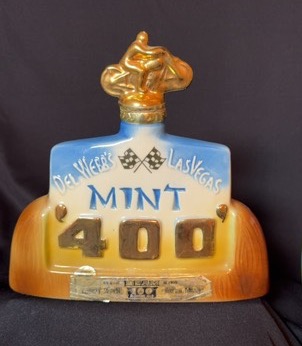 DEL WEBB'S LAS VEGAS
MINT
'400'